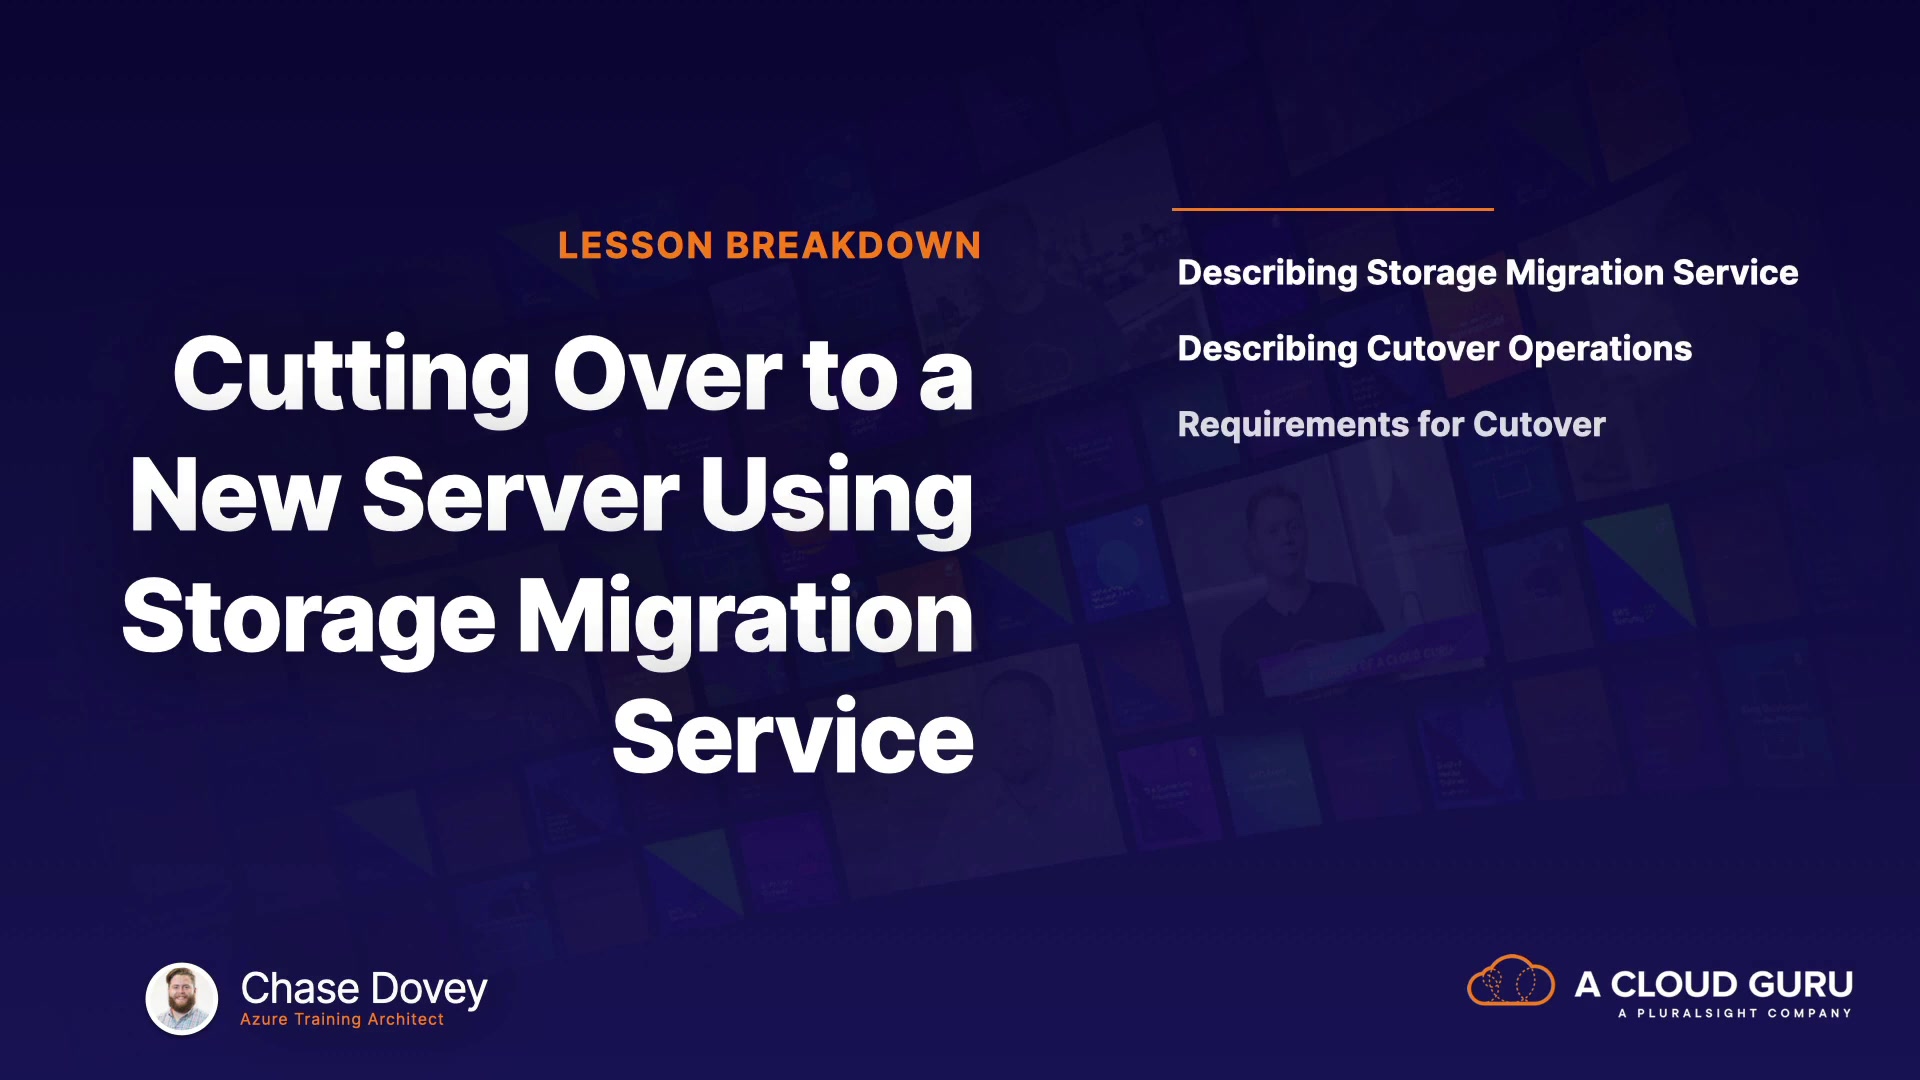 LESSON BREAKDOWN
Cutting Over to a
New Server Using
Storage Migration
Service
Describing Storage Migration Service
Describing Cutover Operations
Requirements for Cutover
Chase Dovey
Azure Training Architect
A CLOUD GURU
A PLURALSIGHT COMPANY